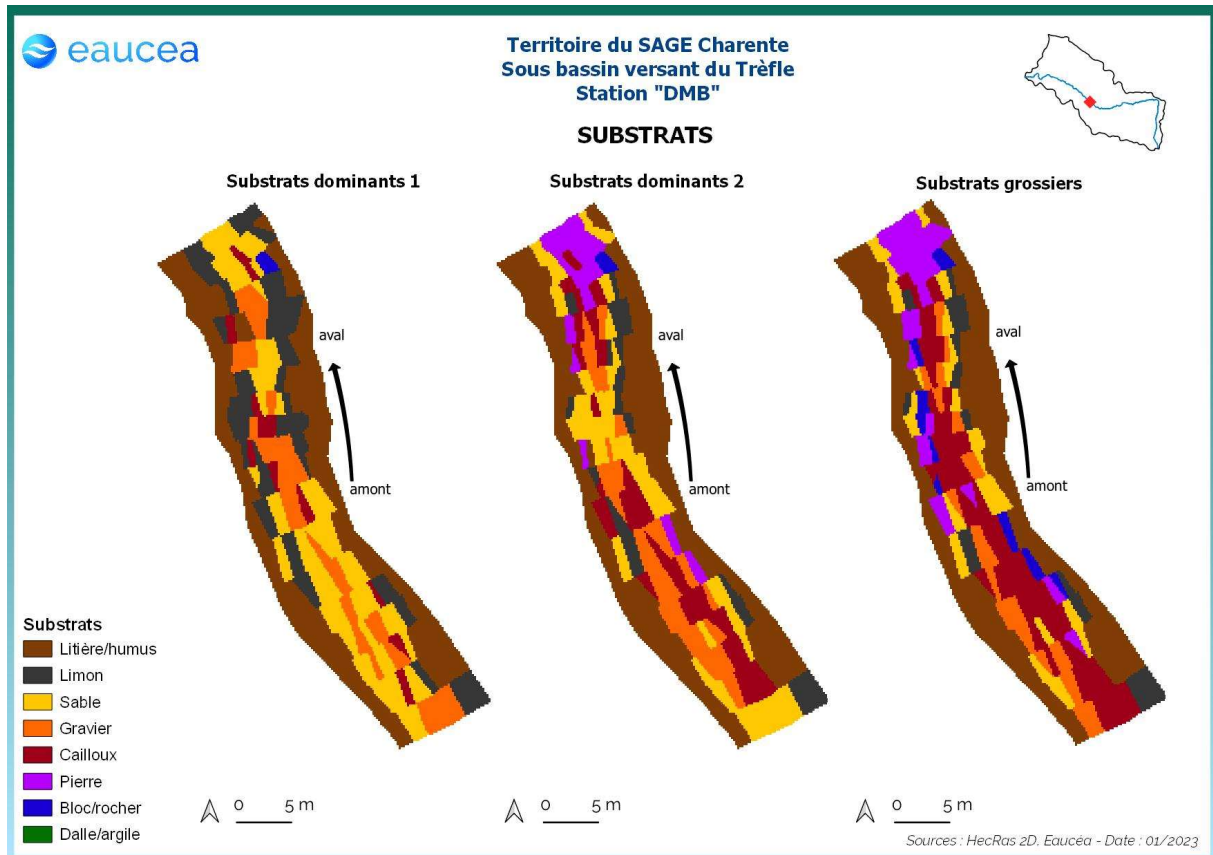 eaucea
Territoire du SAGE Charente
Sous bassin versant du Trèfle
Station "DMB"
SUBSTRATS
Substrats dominants 1
Substrats dominants 2
Substrats grossiers
aval
amont
aval
amont
aval
amont
Substrats
Litière/humus
Limon
Sable
Gravier
Cailloux
Pierre
Bloc/rocher
Dalle/argile
0 5 m
0 5 m
0 5 m
Sources : HecRas 2D, Eaucéa - Date : 01/2023